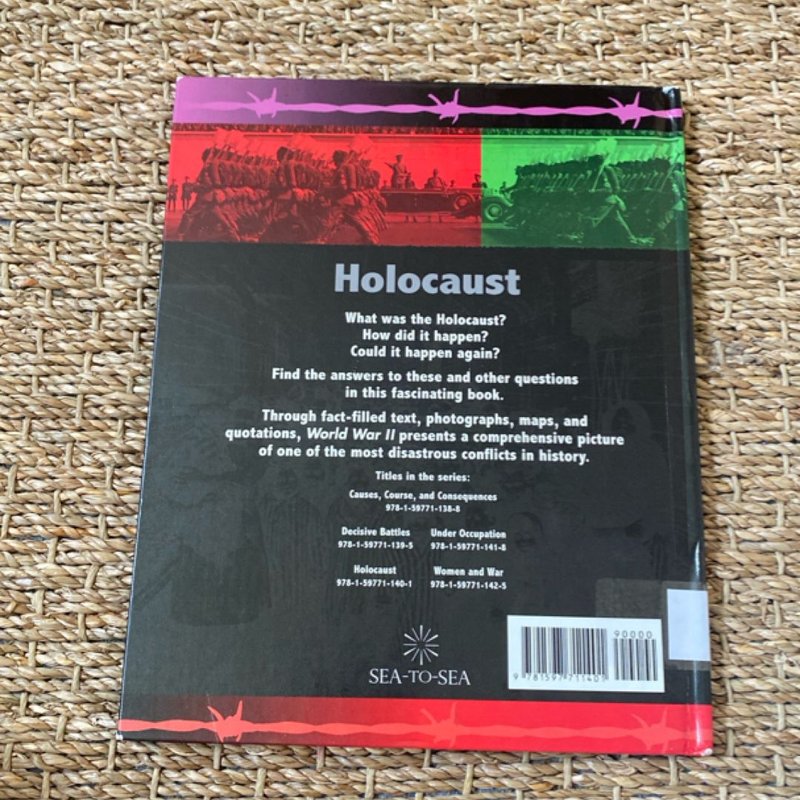 Holocaust
What was the Holocaust?
How did it happen?
Could it happen again?
Find the answers to these and other questions
in this fascinating book.
Through fact-filled text, photographs, maps, and
quotations, World War II presents a comprehensive picture
of one of the most disastrous conflicts in history.
Titles in the series:
Causes, Course, and Consequences
978-1-59771-138-8
Decisive Battles
978-1-59771-139-5
Under Occupation
978-1-59771-141-8
Holocaust
978-1-59771-140-1
Women and War
978-1-59771-142-5
90000
SEA-TO-SEA
9 781597 711401